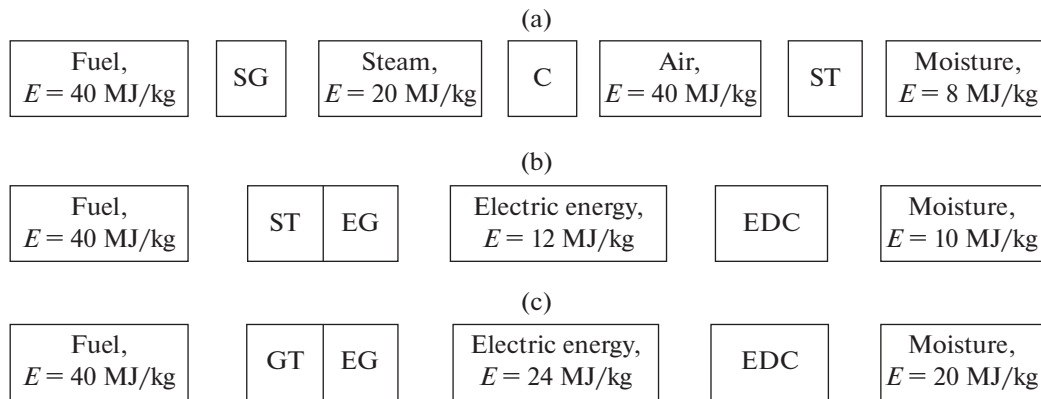 (a)
Fuel,
E = 40 MJ/kg
SG
Steam,
E = 20 MJ/kg
C
Air,
E = 40 MJ/kg
ST
Moisture,
E = 8 MJ/kg
(b)
Fuel,
E = 40 MJ/kg
ST
EG
Electric energy,
E = 12 MJ/kg
EDC
Moisture,
E = 10 MJ/kg
(c)
Fuel,
E = 40 MJ/kg
GT
EG
Electric energy,
E = 24 MJ/kg
EDC
Moisture,
E = 20 MJ/kg